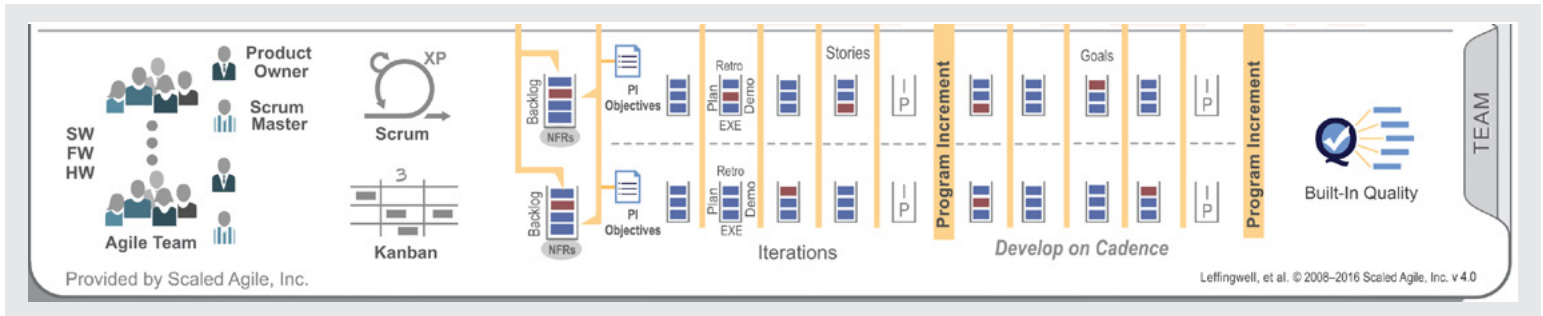 Product
Owner
Scrum
Master
SW
FW
HW
Agile Team
XP
Scrum
3
Kanban
Backlog
NFRs
PI
Objectives
Retro
Plan
Demo
EXE
Stories
I
P
Program Increment
Goals
I
P
Program Increment
Backlog
NFRs
PI
Objectives
Retro
Plan
Demo
EXE
I
P
I
P
Iterations
Develop on Cadence
Built-In Quality
TEAM
Provided by Scaled Agile, Inc.
Leffingwell, et al. © 2008–2016 Scaled Agile, Inc. v 4.0